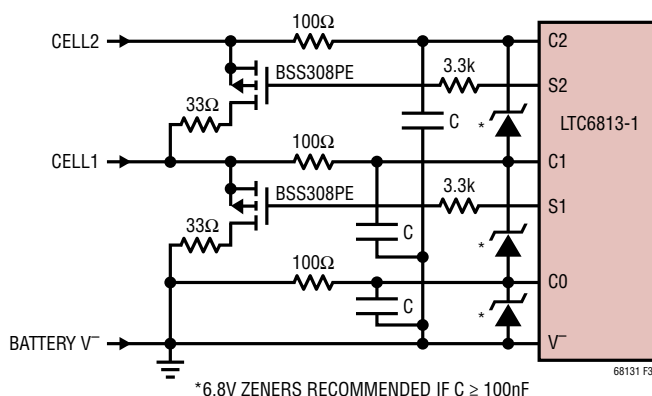 100Ω
CELL2
C2
BSS308PE
3.3k
S2
LTC6813-1
33Ω
*
C
100Ω
CELL1
C1
BSS308PE
3.3k
S1
33Ω
C
*
100Ω
C0
C
*
BATTERY V–
V–
68131 F3
*6.8V ZENERS RECOMMENDED IF C ≥ 100nF